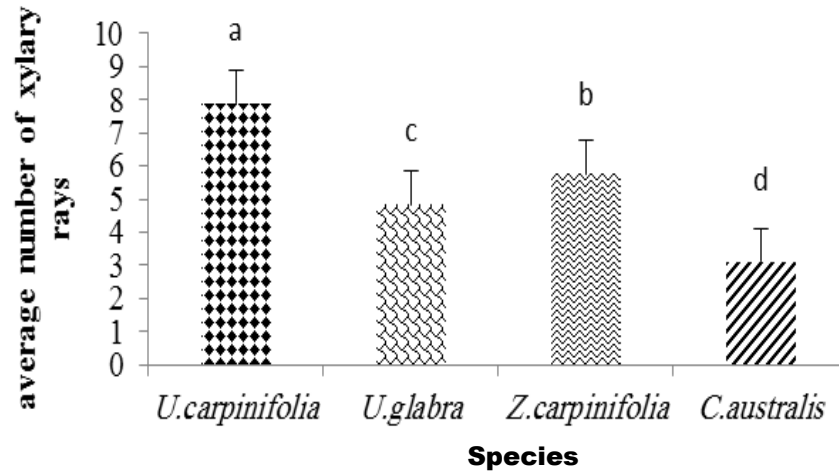 average number of xylary
rays
10
9
8
7
6
5
4
3
2
1
0
a
c
b
d
U.carpinifolia
U.glabra
Z.carpinifolia
C.australis
Species